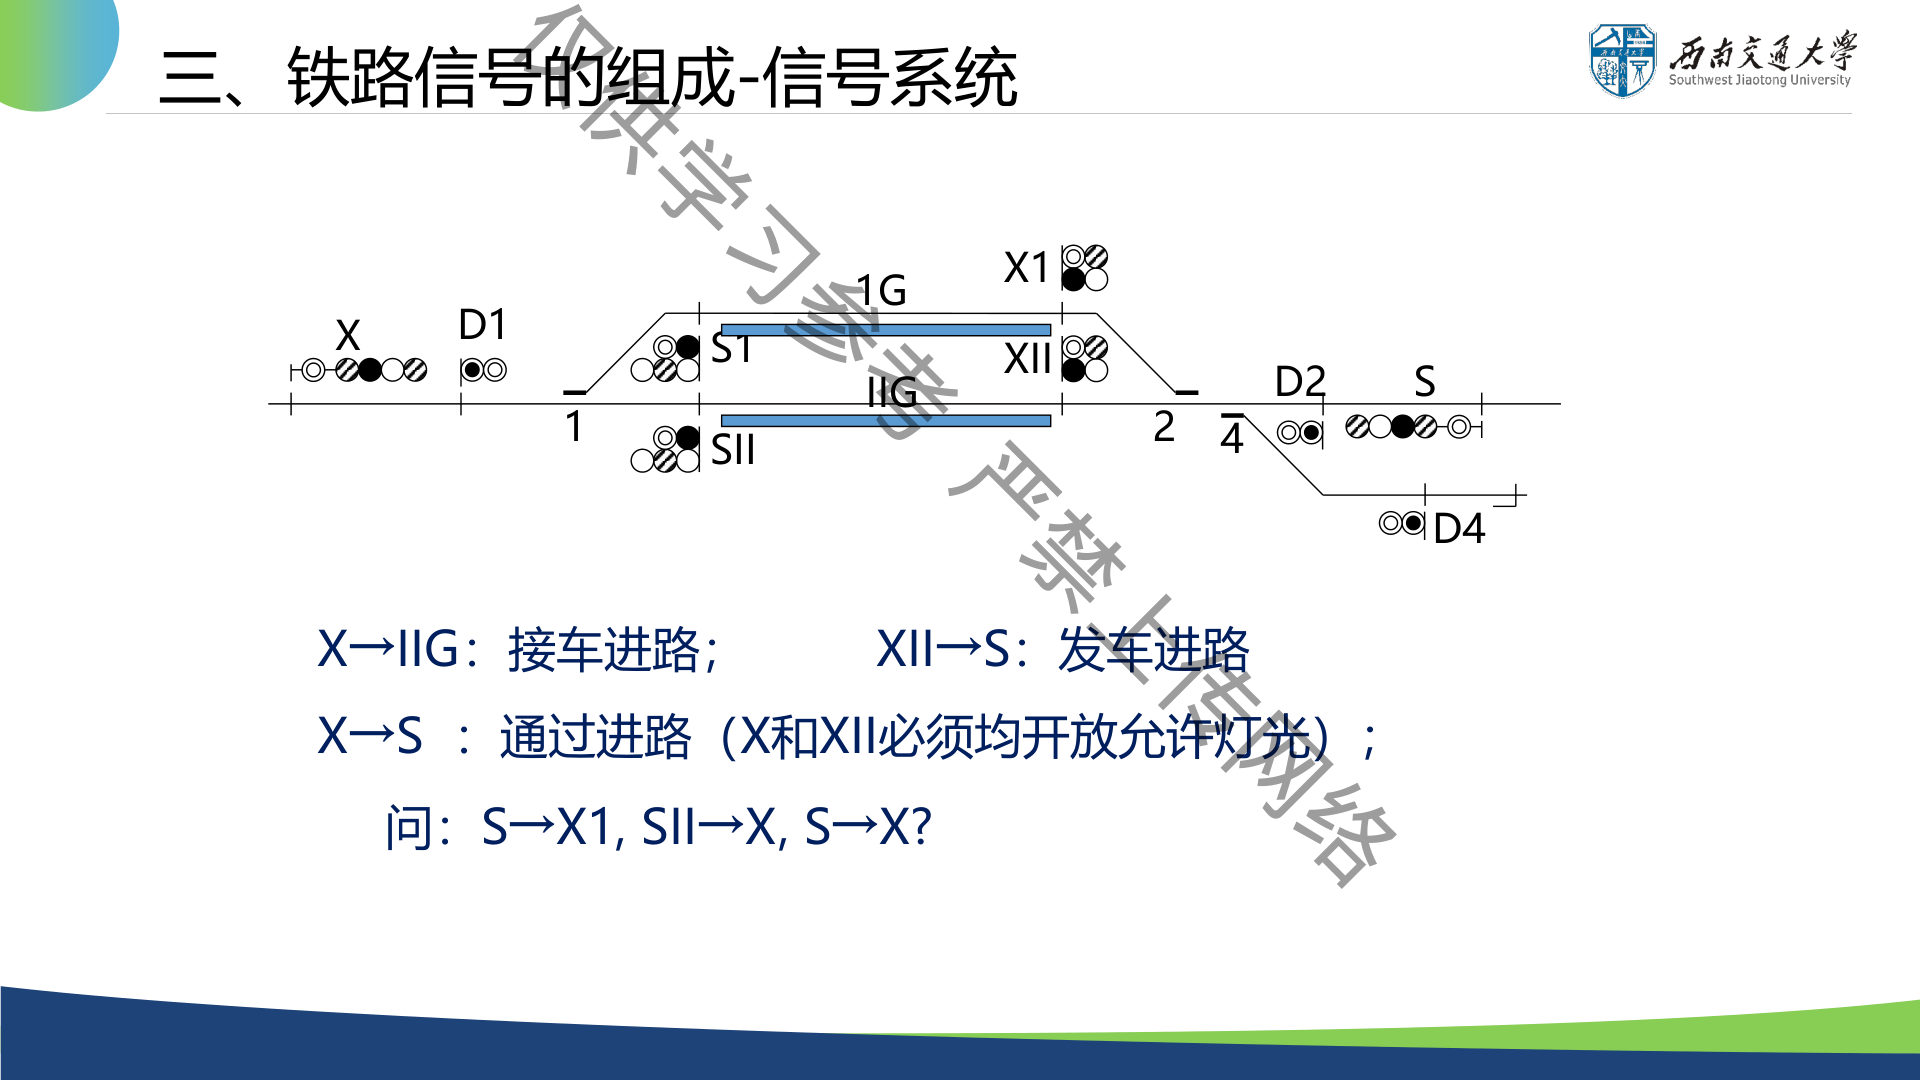 三、铁路信号的组成-信号系统
西南交通大学
Southwest Jiaotong University
仅供学习参考 严禁上传网络
X1
1G
D1
X
S1
XII
IIG
D2
S
1
2
4
SII
D4
X→IIG：接车进路； XII→S：发车进路
X→S ：通过进路（X和XII必须均开放允许灯光）；
问：S→X1, SII→X, S→X?